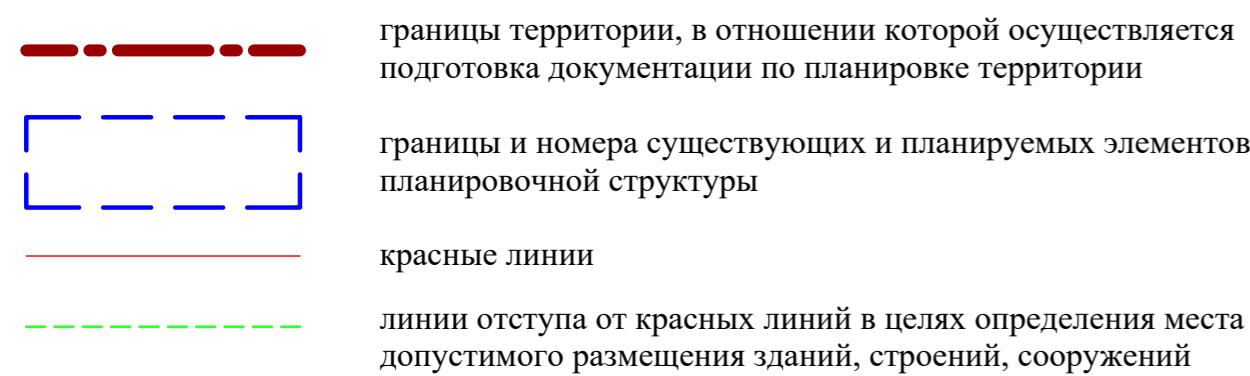 границы территории, в отношении которой осуществляется
подготовка документации по планировке территории
границы и номера существующих и планируемых элементов
планировочной структуры
красные линии
линии отступа от красных линий в целях определения места
допустимого размещения зданий, строений, сооружений